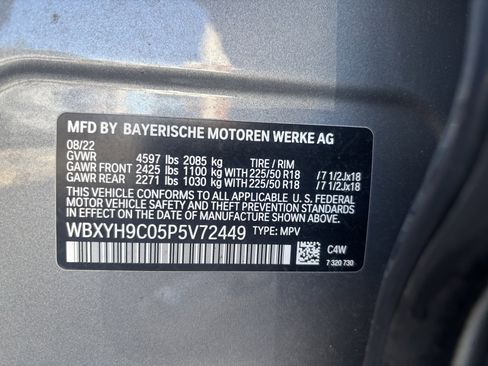 MFD BY BAYERISCHE MOTOREN WERKE AG
08/22
GVWR 4597 lbs 2085 kg TIRE / RIM
GAWR FRONT 2425 lbs 1100 kg WITH 225/50 R18 / 7 1/2Jx18
GAWR REAR 2271 lbs 1030 kg WITH 225/50 R18 / 7 1/2Jx18
THIS VEHICLE CONFORMS TO ALL APPLICABLE U. S. FEDERAL
MOTOR VEHICLE SAFETY, BUMPER, AND THEFT PREVENTION
STANDARDS IN EFFECT ON THE DATE OF MANUFACTURE SHOWN ABOVE.
WBXYH9C05P5V72449 TYPE: MPV
C4W
7 320 730